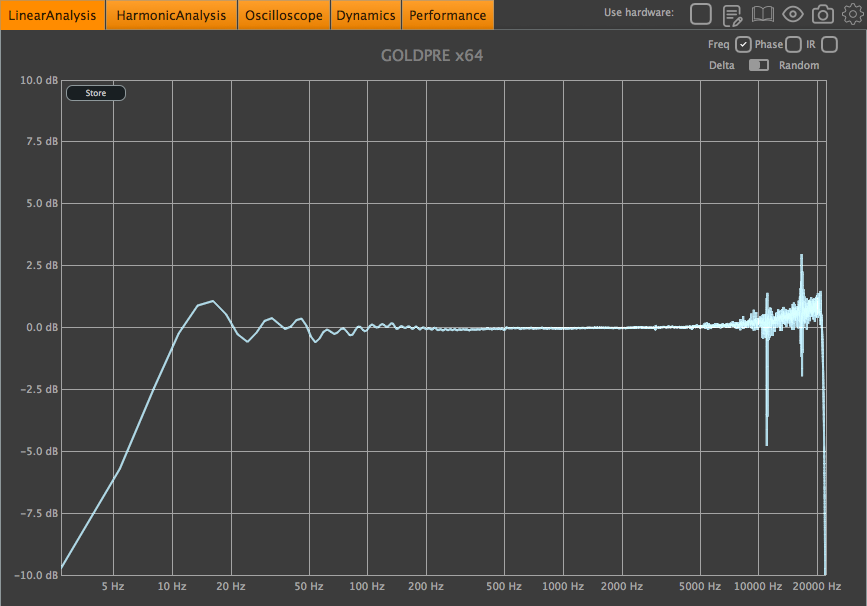 LinearAnalysis HarmonicAnalysis Oscilloscope Dynamics Performance Use hardware:
Freq Phase IR
GOLDPRE x64
Delta Random
10.0 dB
Store
7.5 dB
5.0 dB
2.5 dB
0.0 dB
-2.5 dB
-5.0 dB
-7.5 dB
-10.0 dB
5 Hz 10 Hz 20 Hz 50 Hz 100 Hz 200 Hz 500 Hz 1000 Hz 2000 Hz 5000 Hz 10000 Hz 20000 Hz